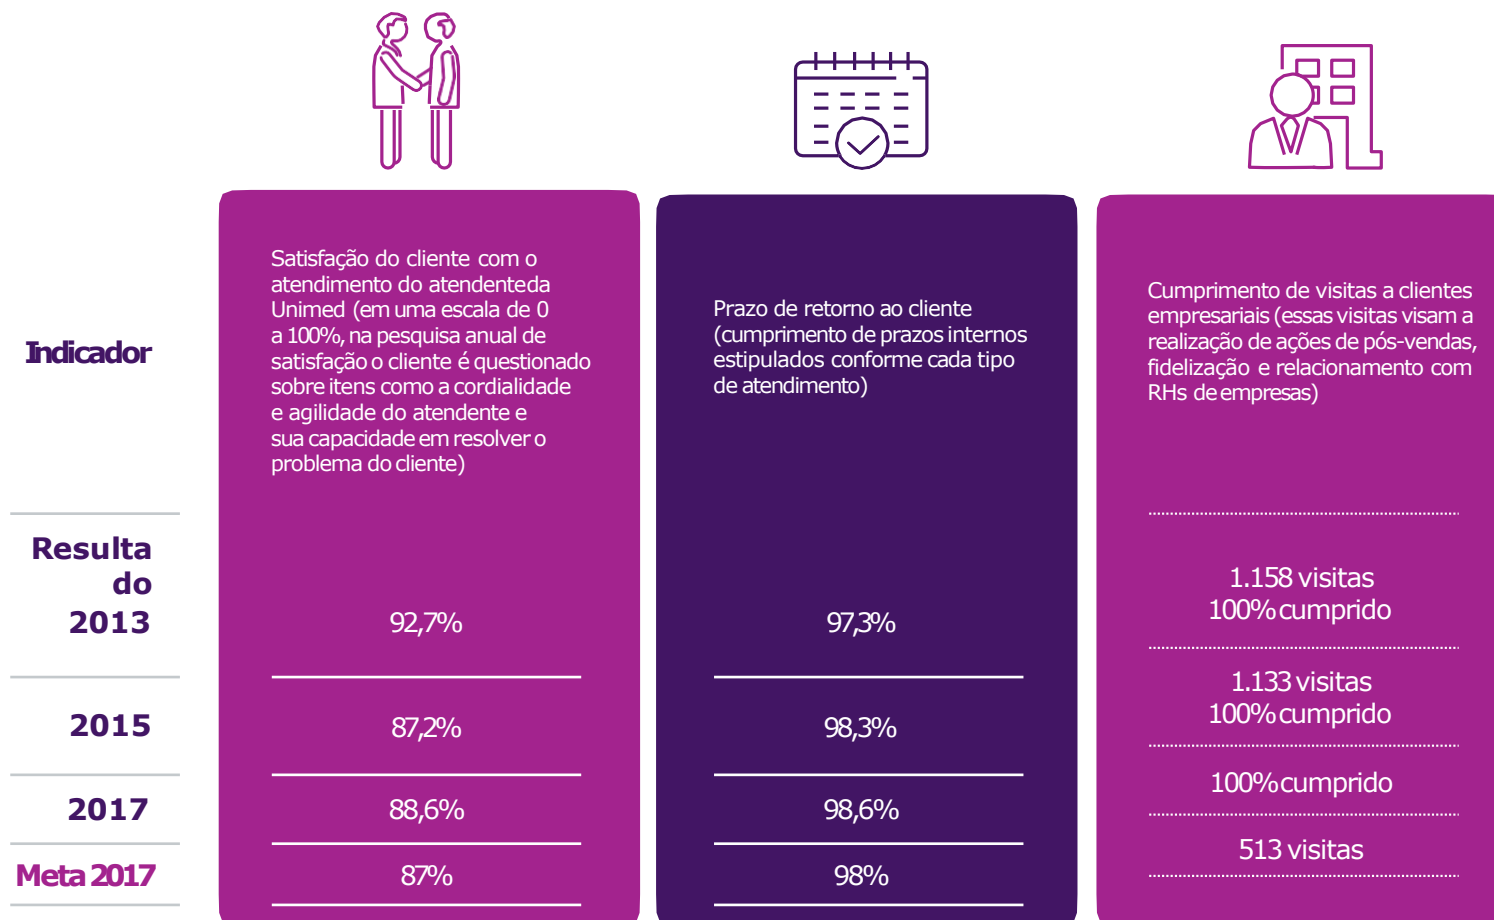 Indicador
Satisfação do cliente com o
atendimento do atendenteda
Unimed (em uma escala de 0
a 100%, na pesquisa anual de
satisfação o cliente é questionado
sobre itens como a cordialidade
e agilidade do atendente e
sua capacidade em resolver o
problema do cliente)
Prazo de retorno ao cliente
(cumprimento de prazos internos
estipulados conforme cada tipo
de atendimento)
Cumprimento de visitas a clientes
empresariais (essas visitas visam a
realização de ações de pós-vendas,
fidelização e relacionamento com
RHs de empresas)
Resulta
do
2013
92,7%
97,3%
1.158 visitas
100% cumprido
2015
87,2%
98,3%
1.133 visitas
100% cumprido
2017
88,6%
98,6%
100% cumprido
Meta 2017
87%
98%
513 visitas